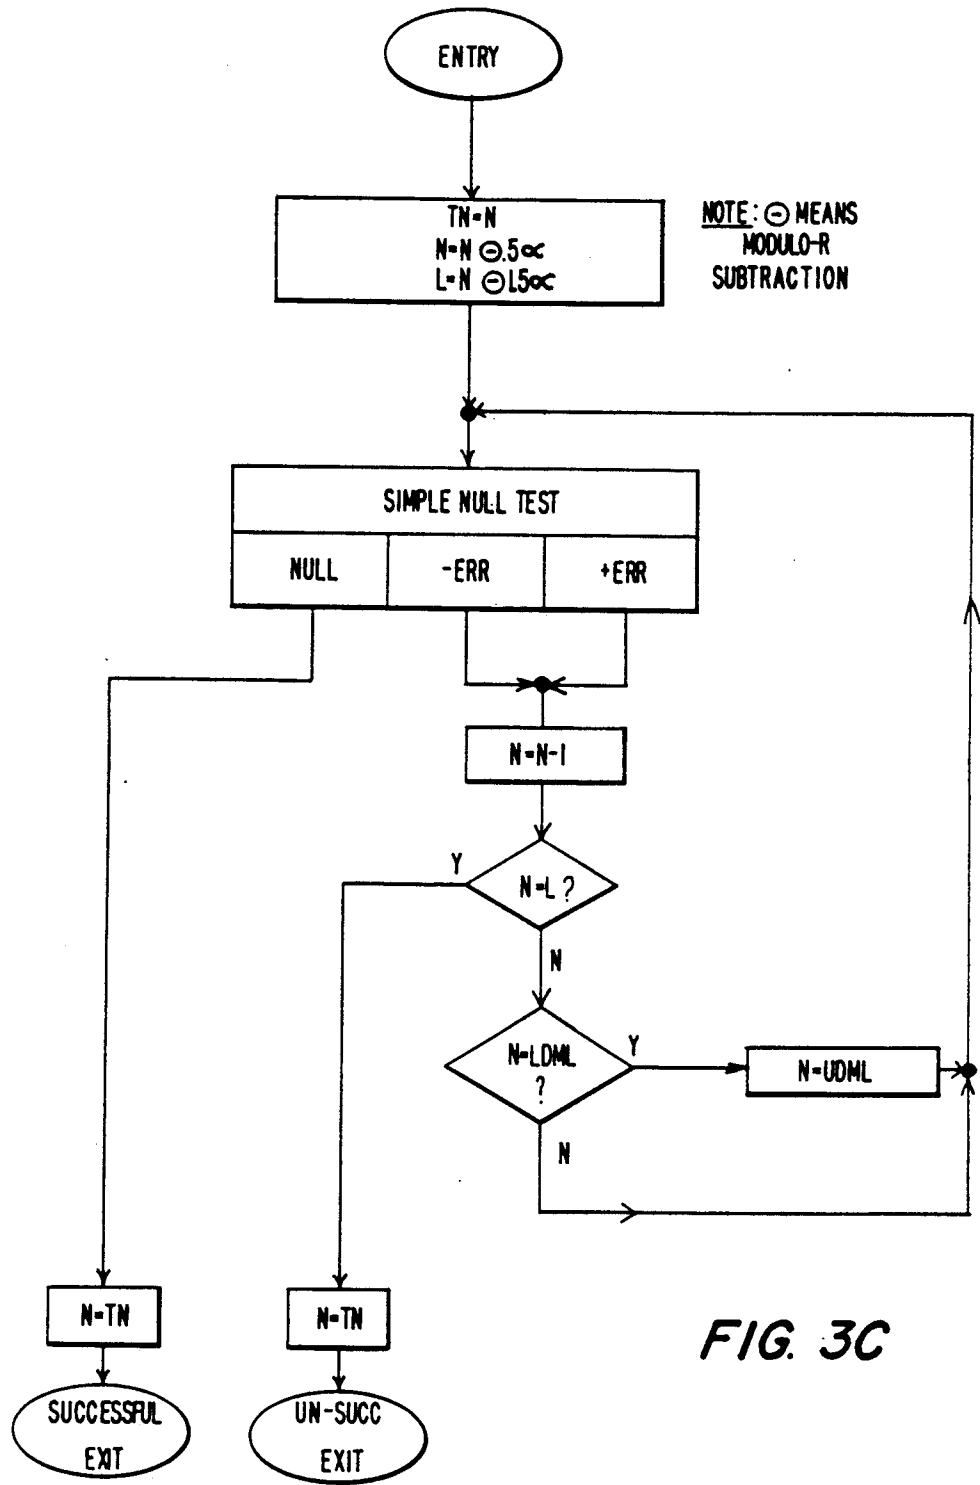 ENTRY
TN=N
N=N ⊖ .5∝
L=N ⊖ 1.5∝
NOTE: ⊖ MEANS
MODULO-R
SUBTRACTION
SIMPLE NULL TEST
NULL
-ERR
+ERR
N=N-1
Y
N=L ?
N
N=LDML
?
Y
N=UDML
N
N=TN
N=TN
SUCCESSFUL
EXIT
UN-SUCC
EXIT
FIG. 3C